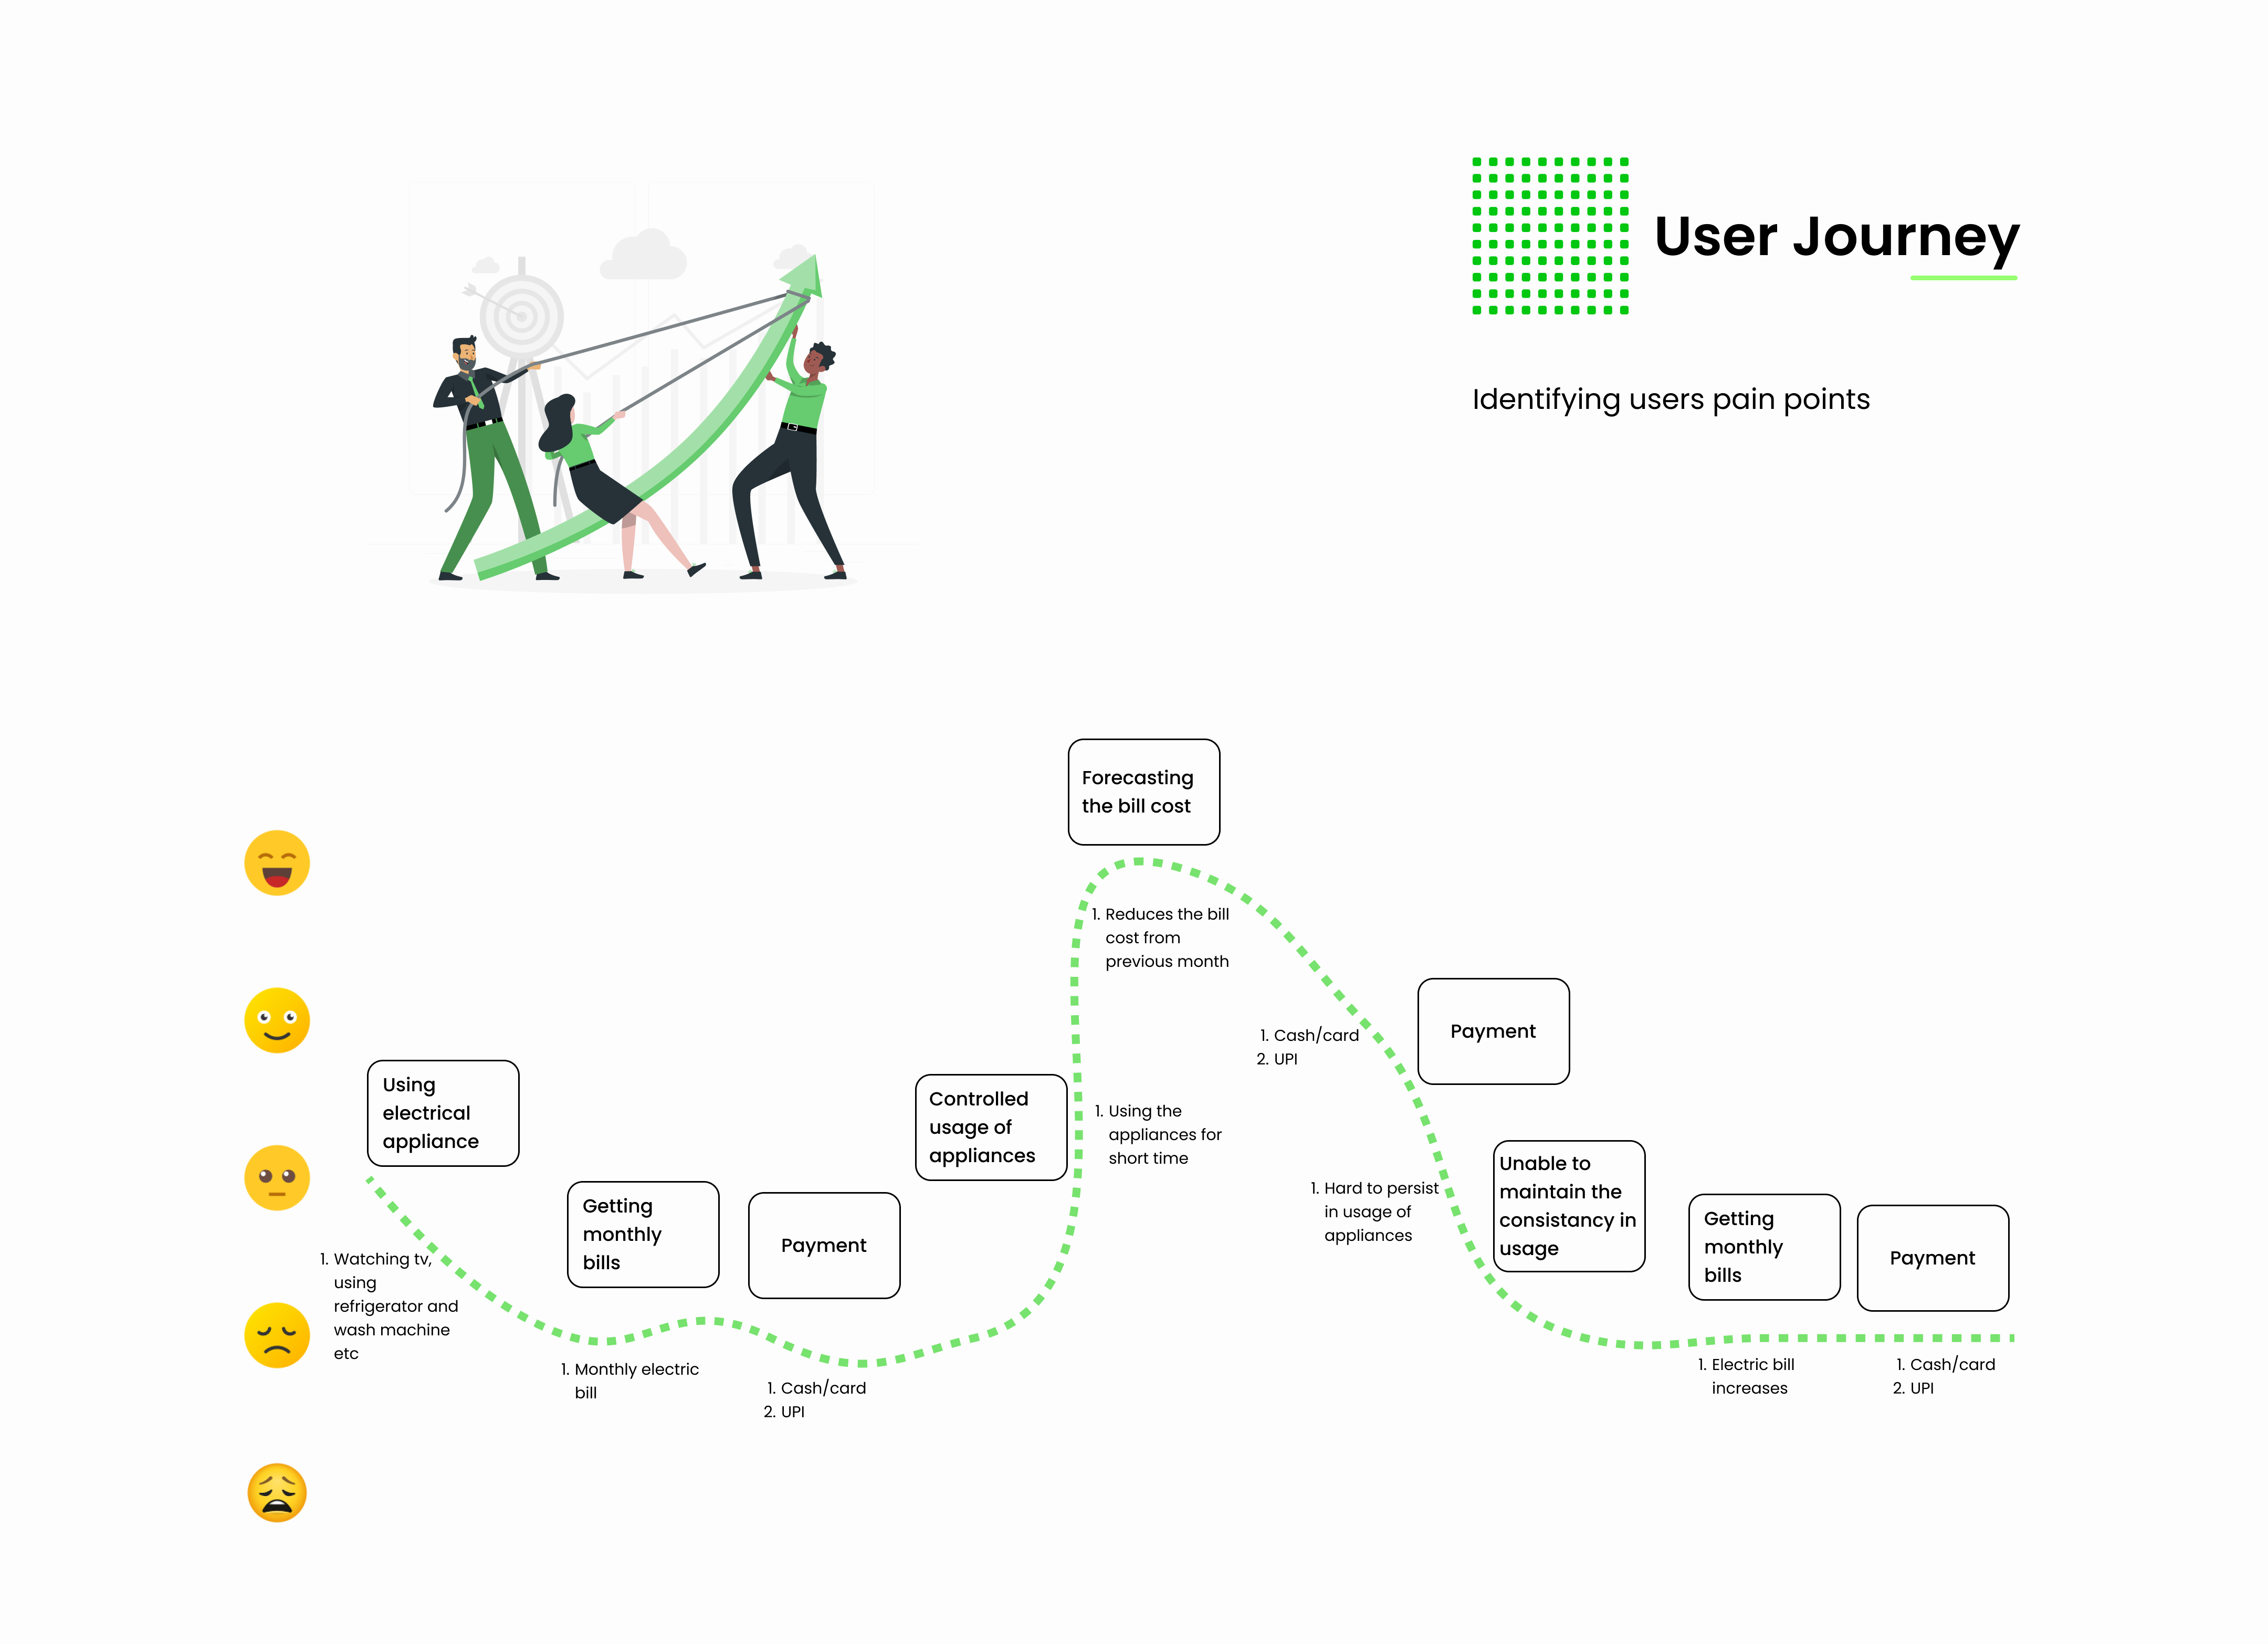 User Journey
Identifying users pain points
Forecasting
the bill cost
1. Reduces the bill
cost from
previous month
Payment
1. Cash/card
2. UPI
Using
electrical
appliance
Controlled
usage of
appliances
1. Using the
appliances for
short time
Unable to
maintain the
consistancy in
usage
1. Hard to persist
in usage of
appliances
Getting
monthly
bills
Payment
Getting
monthly
bills
Payment
1. Watching tv,
using
refrigerator and
wash machine
etc
1. Monthly electric
bill
1. Cash/card
2. UPI
1. Electric bill
increases
1. Cash/card
2. UPI